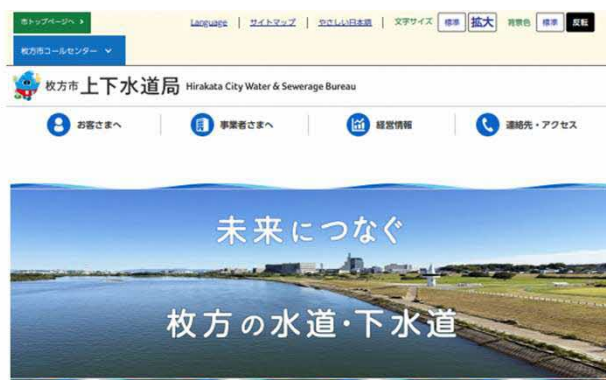 市トップページへ
Language | サイトマップ | やさしい日本語 | 文字サイズ 標準 拡大 背景色 標準 反転
枚方市コールセンター
枚方市上下水道局 Hirakata City Water & Sewerage Bureau
お客さまへ 事業者さまへ 経営情報 連絡先・アクセス
未来につなぐ
枚方の水道・下水道